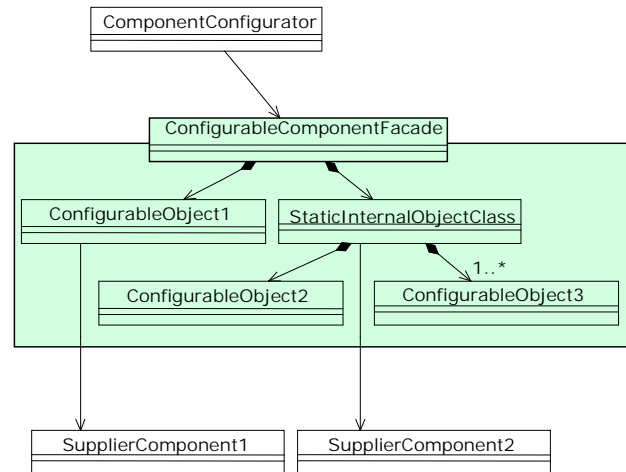 ComponentConfigurator
ConfigurableComponentFacade
ConfigurableObject1
StaticInternalObjectClass
1..*
ConfigurableObject2
ConfigurableObject3
SupplierComponent1
SupplierComponent2